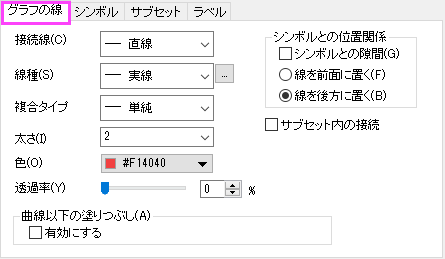 グラフの線 シンボル サブセット ラベル
接続線(C) 直線
線種(S) 実線 ...
複合タイプ 単純
太さ(I) 2
色(O) #F14040
透過率(Y) 0 %
曲線以下の塗りつぶし(A)
有効にする
シンボルとの位置関係
シンボルとの隙間(G)
線を前面に置く(F)
線を後方に置く(B)
サブセット内の接続